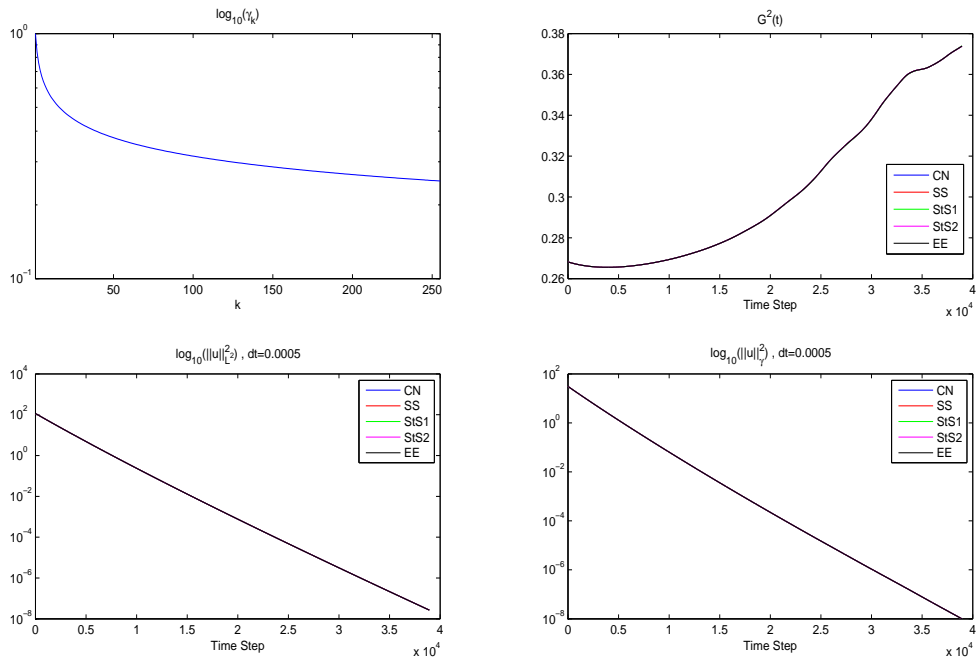 log10(γk)
10^0
10^−1
50
100
150
200
250
k
G^2(t)
0.38
0.36
0.34
0.32
0.3
0.28
0.26
CN
SS
StS1
StS2
EE
0
0.5
1
1.5
2
2.5
3
3.5
4
Time Step
x 10^4
log10(||u||^2_L^2) , dt=0.0005
10^4
10^2
10^0
10^−2
10^−4
10^−6
10^−8
CN
SS
StS1
StS2
EE
0
0.5
1
1.5
2
2.5
3
3.5
4
Time Step
x 10^4
log10(||u||^2_γ) , dt=0.0005
10^2
10^0
10^−2
10^−4
10^−6
10^−8
CN
SS
StS1
StS2
EE
0
0.5
1
1.5
2
2.5
3
3.5
4
Time Step
x 10^4